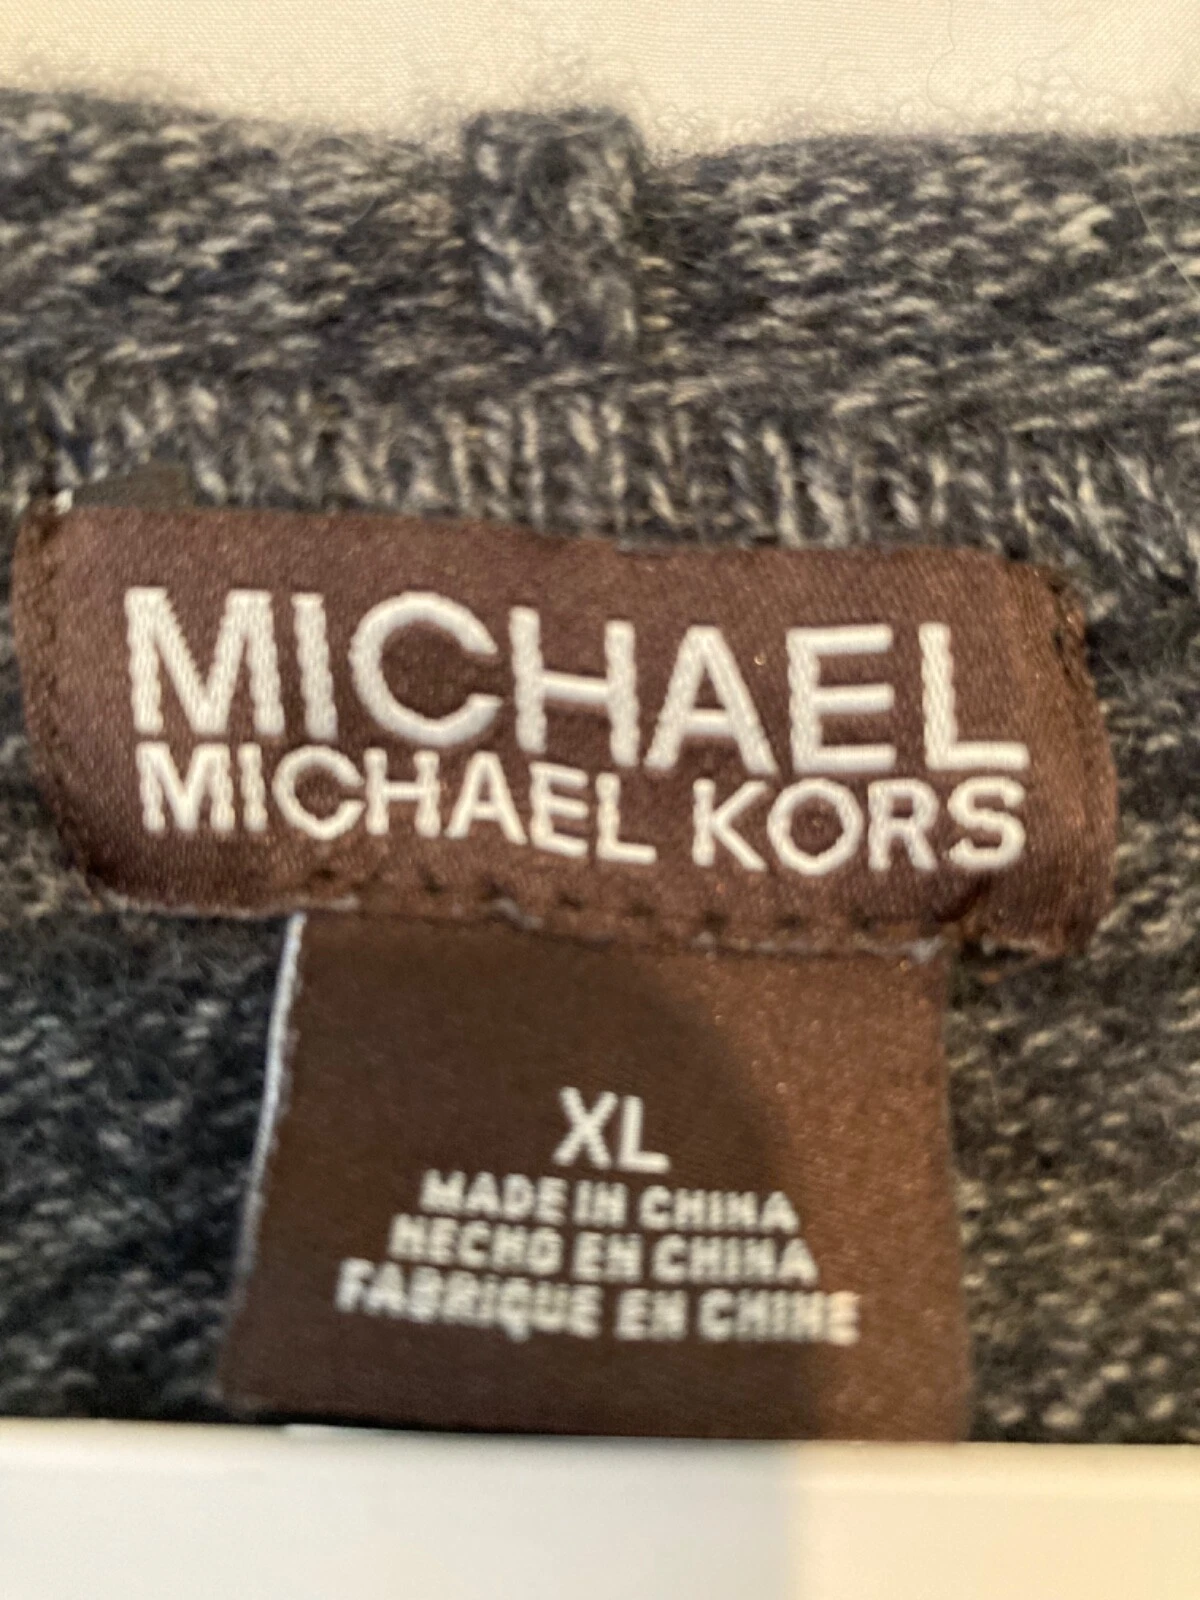 MICHAEL
MICHAEL KORS
XL
MADE IN CHINA
HECHO EN CHINA
FABRIQUE EN CHINE